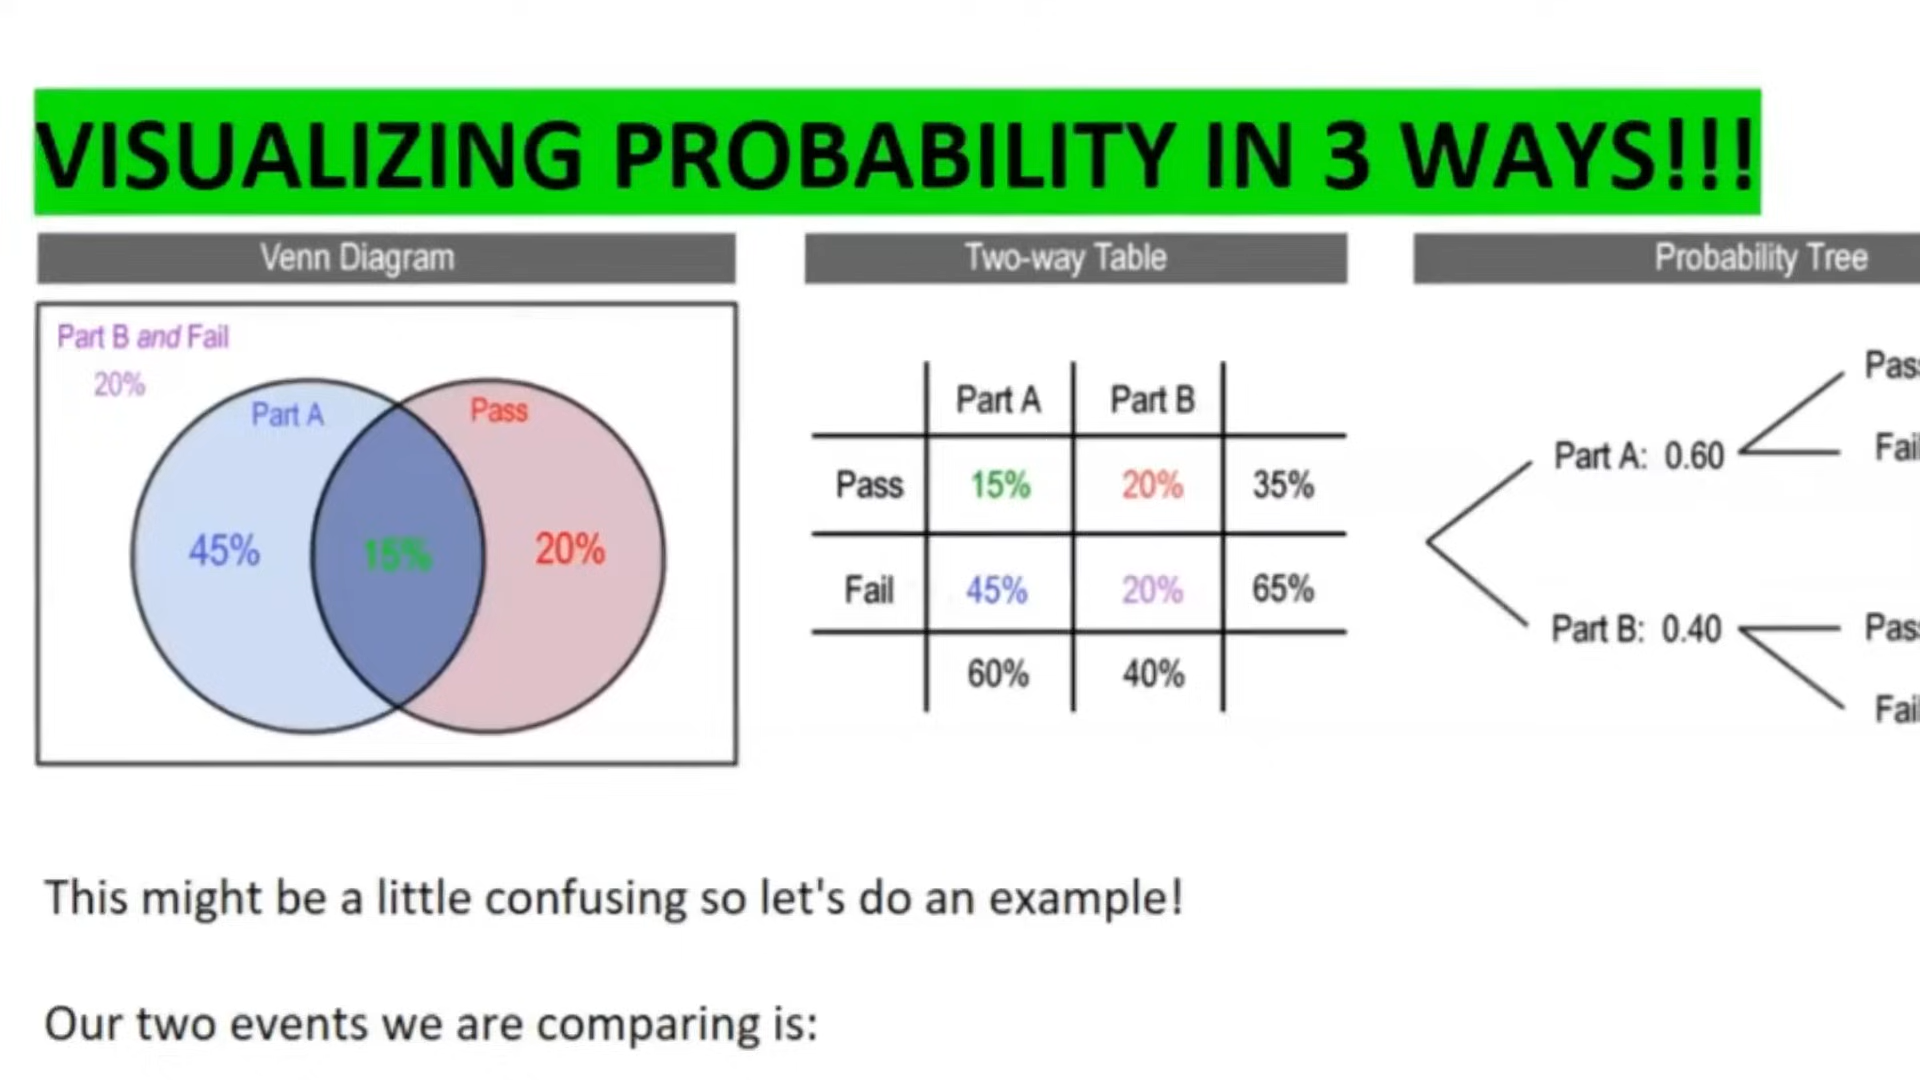 VISUALIZING PROBABILITY IN 3 WAYS!!!
Venn Diagram
Part B and Fail
20%
Part A
Pass
45%
15%
20%
Two-way Table
Part A Part B
Pass 15% 20% 35%
Fail 45% 20% 65%
60% 40%
Probability Tree
Part A: 0.60
Pass
Fail
Part B: 0.40
Pas
Fail
This might be a little confusing so let's do an example!
Our two events we are comparing is: